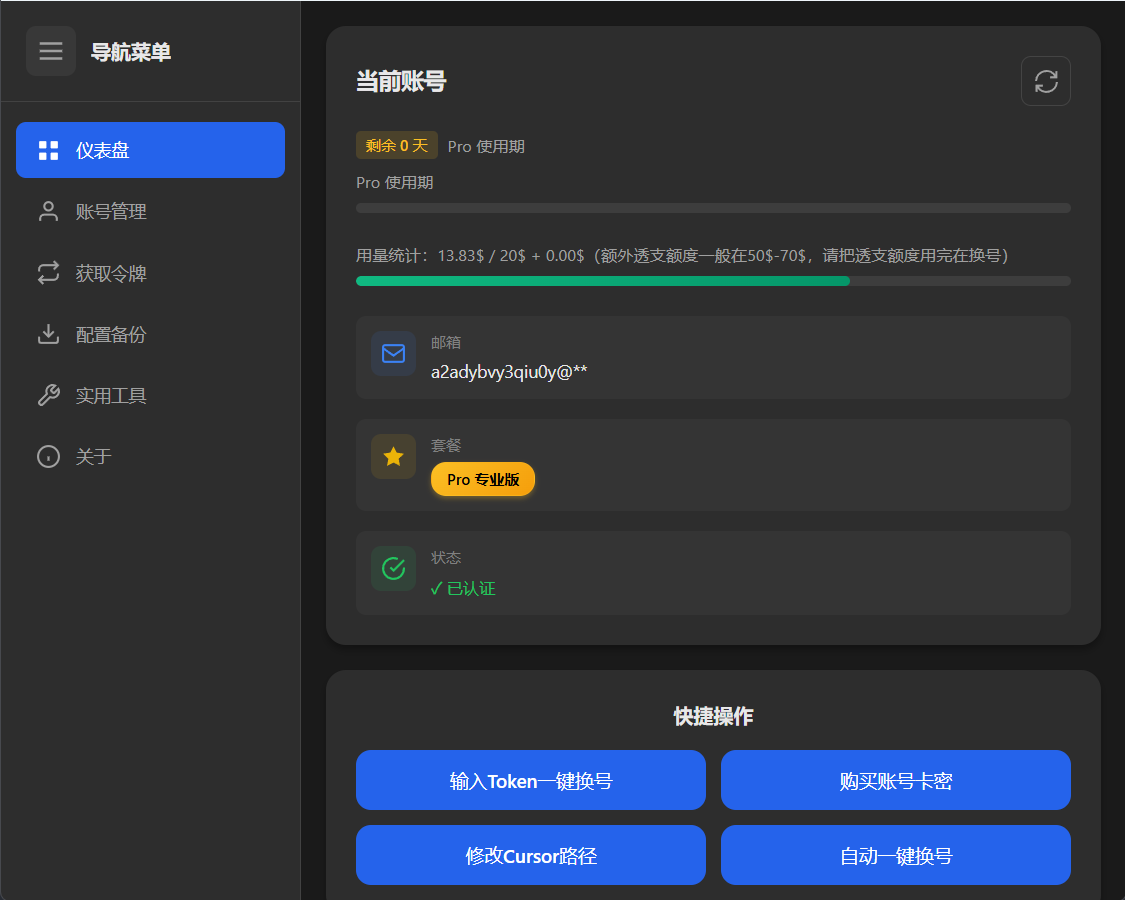 导航菜单
仪表盘
账号管理
获取令牌
配置备份
实用工具
关于
当前账号
剩余 0 天 Pro 使用期
Pro 使用期
用量统计：13.83$ / 20$ + 0.00$（额外透支额度一般在50$-70$，请把透支额度用完在换号）
邮箱
a2adybvy3qiu0y@**
套餐
Pro 专业版
状态
✓ 已认证
快捷操作
输入Token一键换号
购买账号卡密
修改Cursor路径
自动一键换号